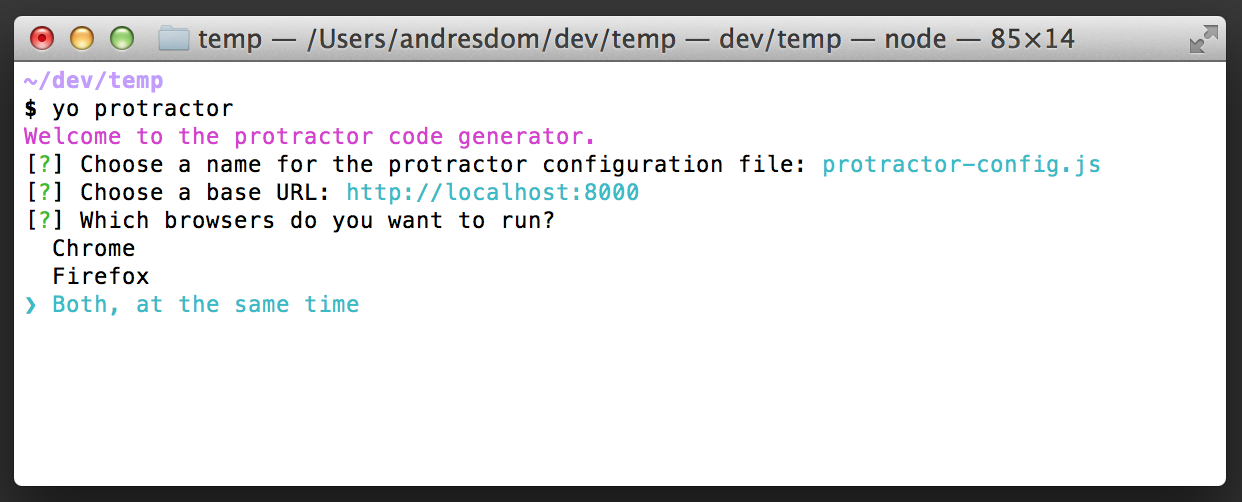 temp — /Users/andresdom/dev/temp — dev/temp — node — 85×14
~/dev/temp
$ yo protractor
Welcome to the protractor code generator.
[?] Choose a name for the protractor configuration file: protractor-config.js
[?] Choose a base URL: http://localhost:8000
[?] Which browsers do you want to run?
  Chrome
  Firefox
❯ Both, at the same time